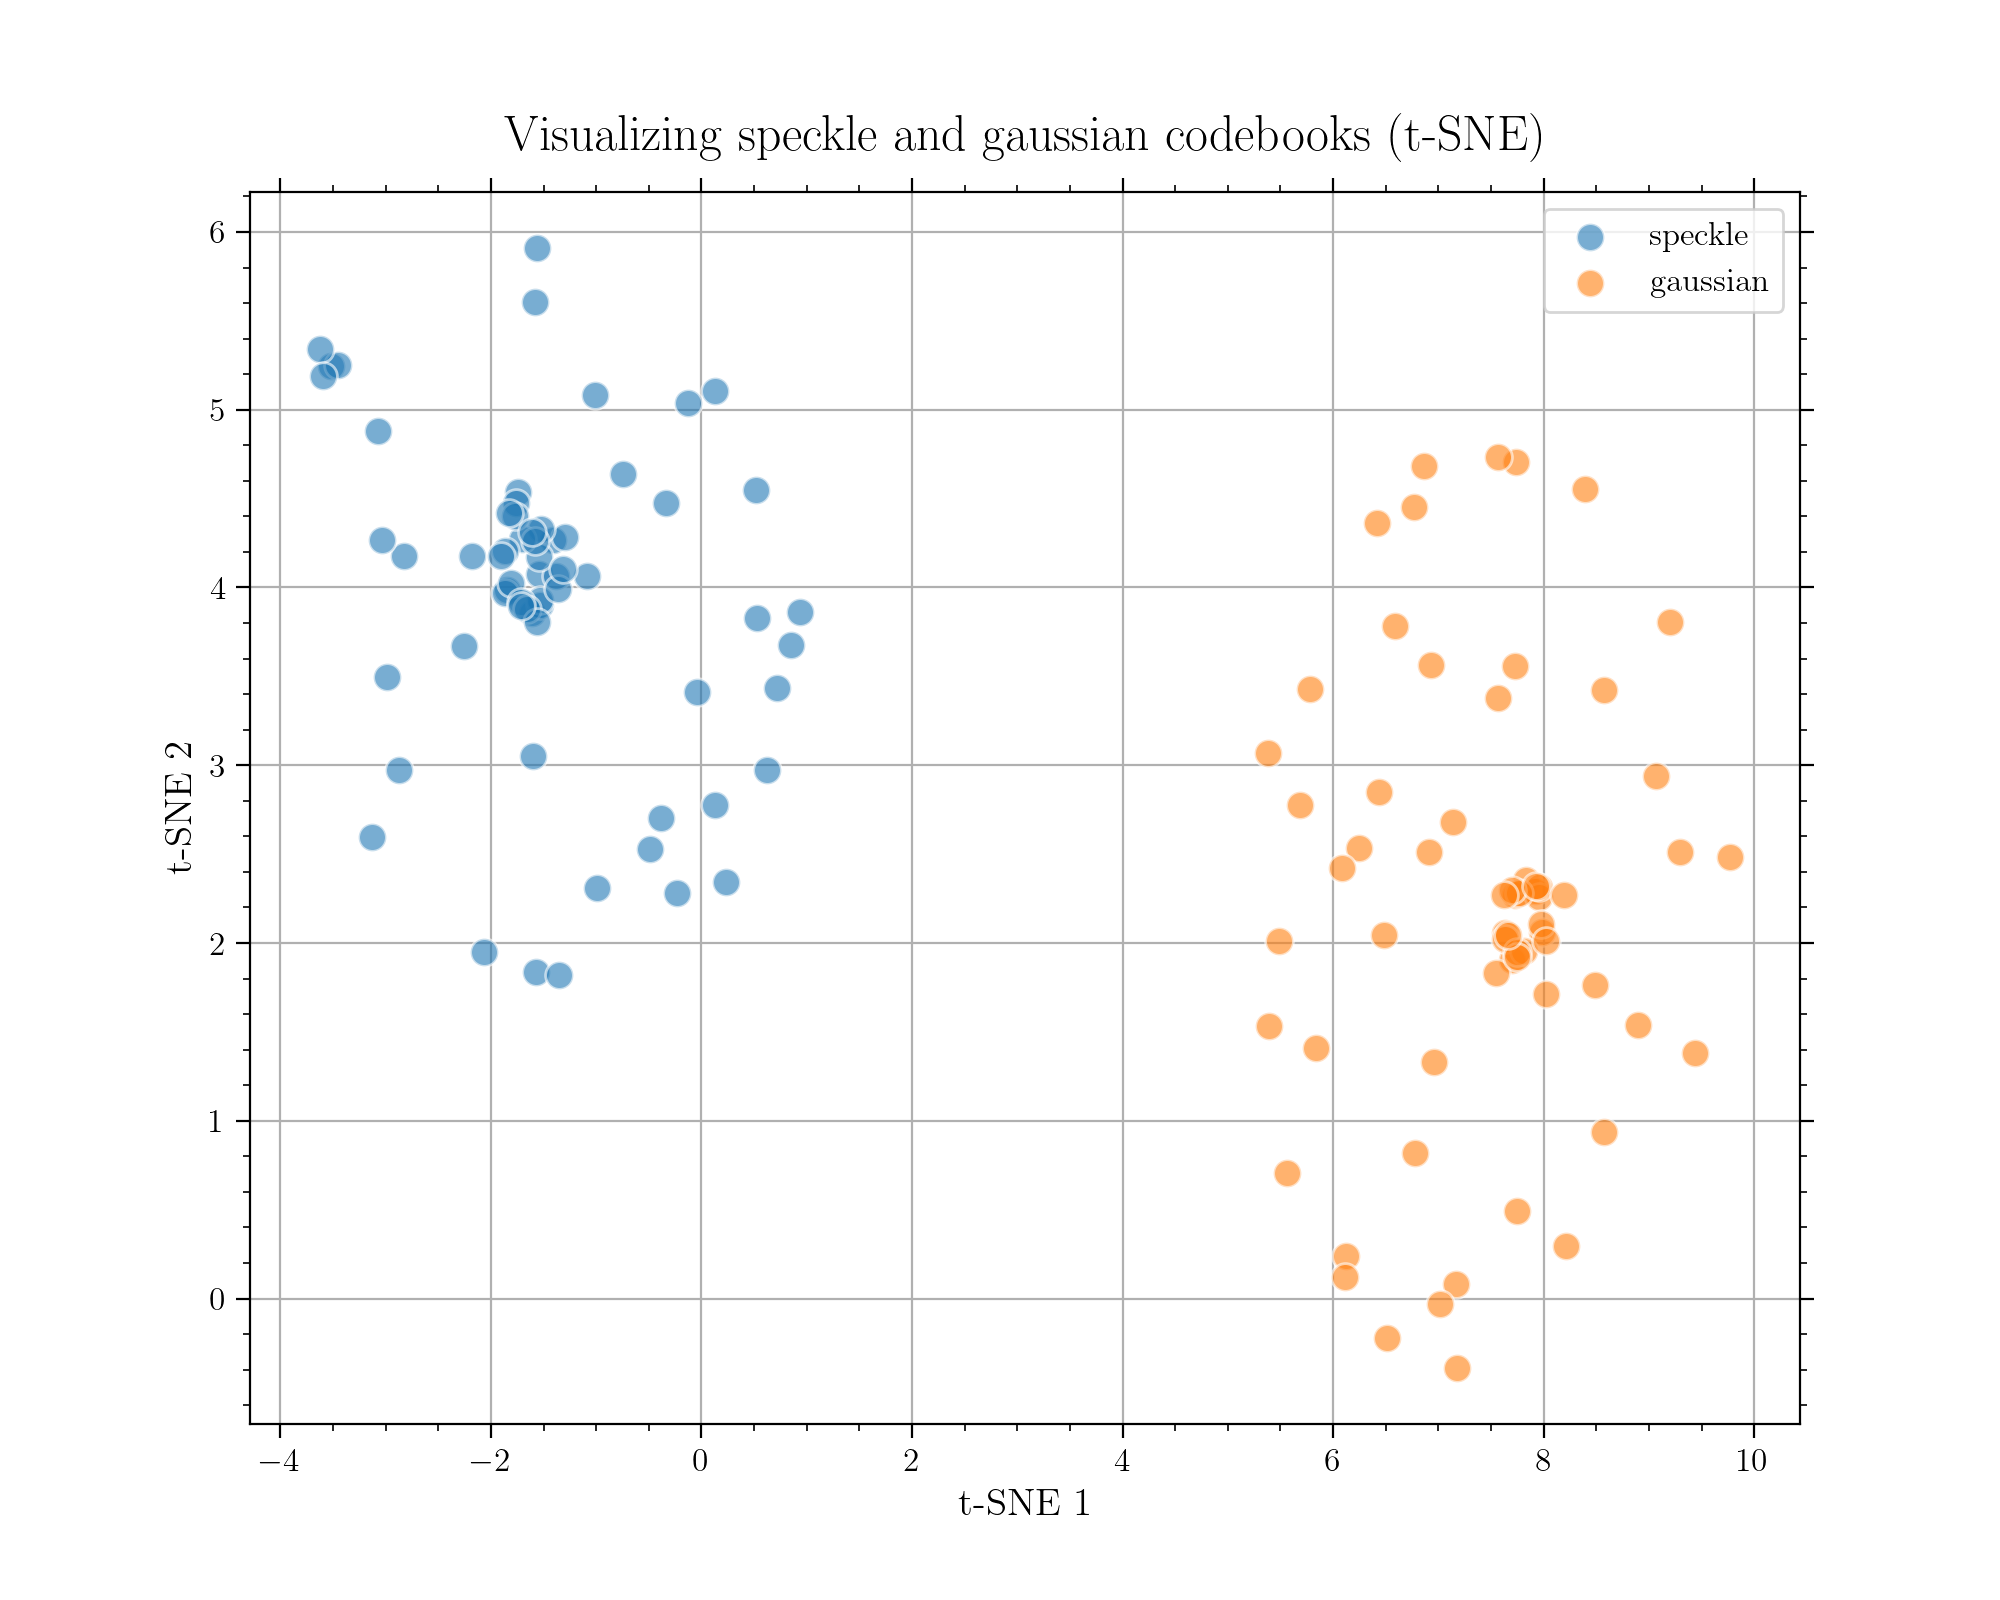 Visualizing speckle and gaussian codebooks (t-SNE)
speckle
gaussian
6
5
4
3
2
1
0
t-SNE 2
−4 −2 0 2 4 6 8 10
t-SNE 1